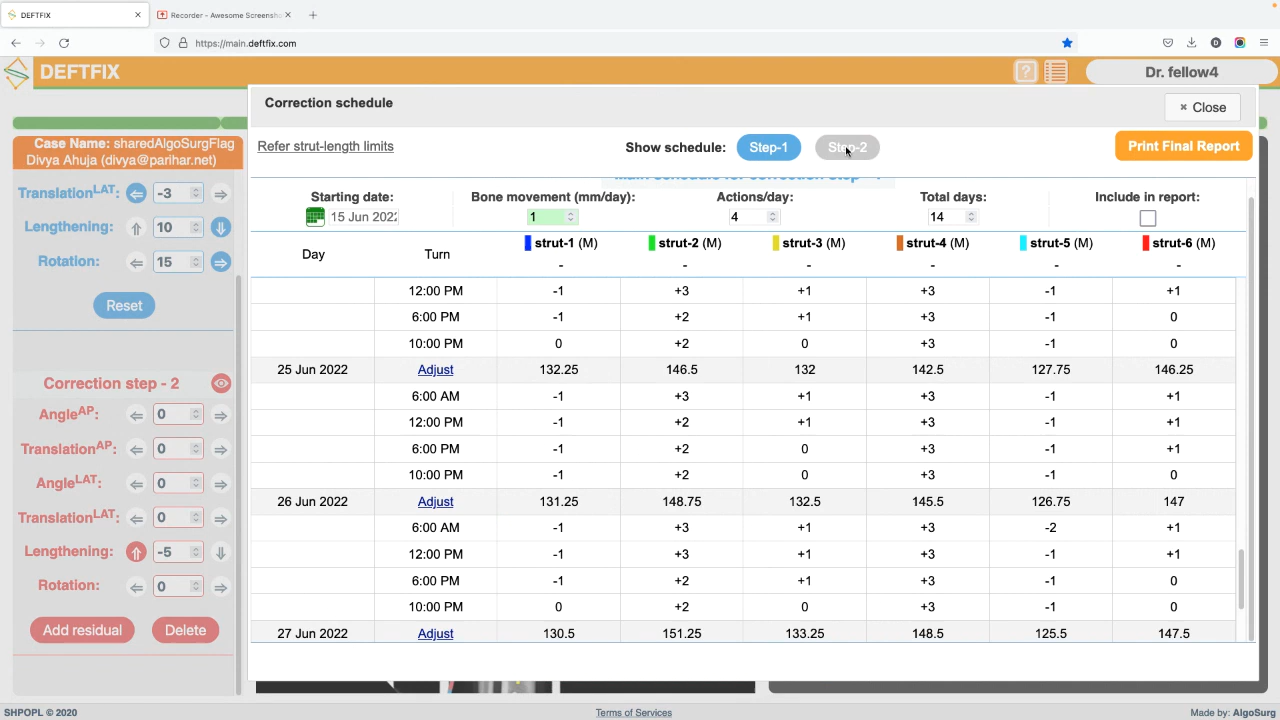 DEFTFIX
Recorder - Awesome Screensh
https://main.deftfix.com
DEFTFIX
?
Dr. fellow4
Correction schedule
× Close
Case Name: sharedAlgoSurgFlag
Divya Ahuja (divya@parihar.net)
Refer strut-length limits
Show schedule: Step-1 Step-2
Print Final Report
Starting date: Bone movement (mm/day): Actions/day: Total days: Include in report:
15 Jun 2022 1 4 14
Day Turn strut-1 (M) strut-2 (M) strut-3 (M) strut-4 (M) strut-5 (M) strut-6 (M)
- - - - - -
12:00 PM -1 +3 +1 +3 -1 +1
6:00 PM -1 +2 +1 +3 -1 0
10:00 PM 0 +2 0 +3 -1 0
25 Jun 2022 Adjust 132.25 146.5 132 142.5 127.75 146.25
6:00 AM -1 +3 +1 +3 -1 +1
12:00 PM -1 +2 +1 +3 -1 +1
6:00 PM -1 +2 0 +3 -1 0
10:00 PM -1 +2 0 +3 -1 0
26 Jun 2022 Adjust 131.25 148.75 132.5 145.5 126.75 147
6:00 AM -1 +3 +1 +3 -2 +1
12:00 PM -1 +3 +1 +3 -1 +1
6:00 PM -1 +2 +1 +3 -1 0
10:00 PM 0 +2 0 +3 -1 0
27 Jun 2022 Adjust 130.5 151.25 133.25 148.5 125.5 147.5
TranslationLAT: -3
Lengthening: 10
Rotation: 15
Reset
Correction step - 2
AngleAP: 0
TranslationAP: 0
AngleLAT: 0
TranslationLAT: 0
Lengthening: -5
Rotation: 0
Add residual Delete
SHPOPL © 2020
Terms of Services
Made by: AlgoSurg